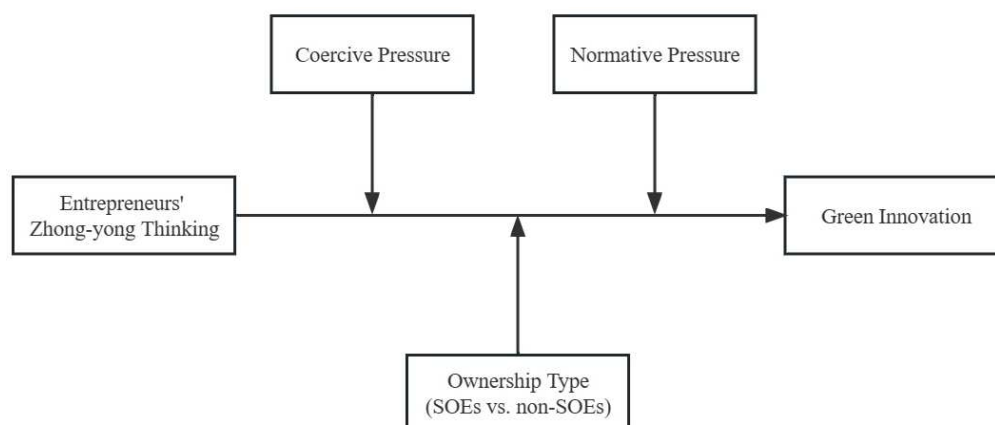 Coercive Pressure
Normative Pressure
Entrepreneurs'
Zhong-yong Thinking
Green Innovation
Ownership Type
(SOEs vs. non-SOEs)